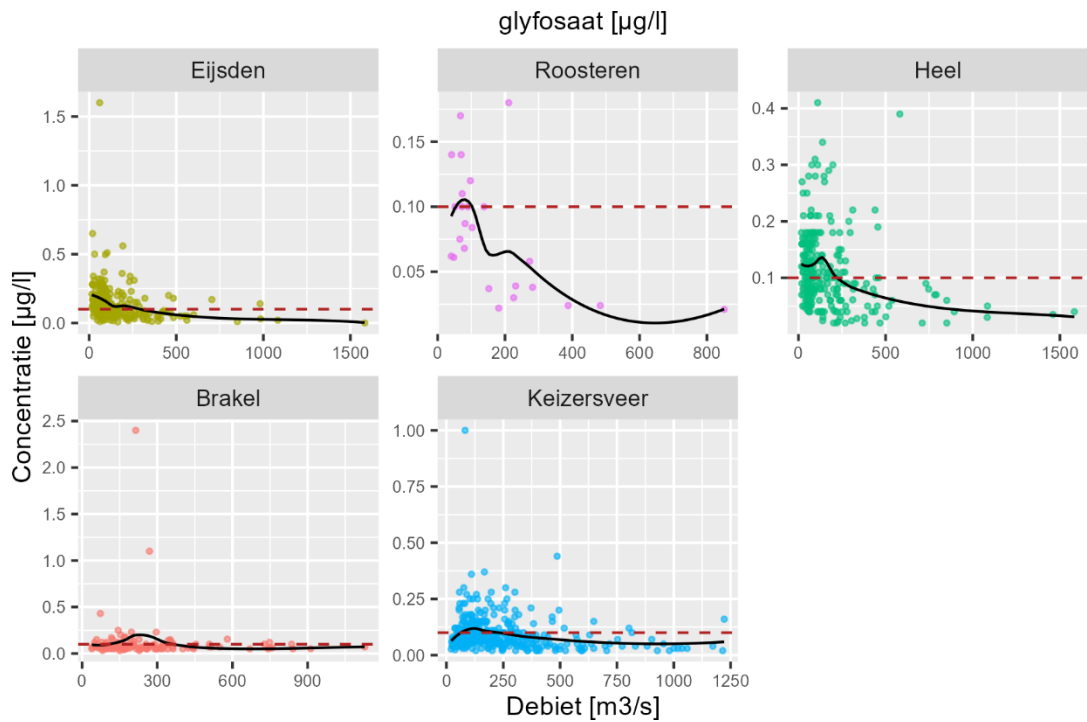 glyfosaat [µg/l]
Eijsden
Roosteren
Heel
1.5
1.0
0.5
0.0
0 500 1000 1500
0.15
0.10
0.05
0 200 400 600 800
0.4
0.3
0.2
0.1
0 500 1000 1500
Concentratie [µg/l]
Brakel
Keizersveer
2.5
2.0
1.5
1.0
0.5
0.0
0 300 600 900
1.00
0.75
0.50
0.25
0.00
0 250 500 750 1000 1250
Debiet [m3/s]